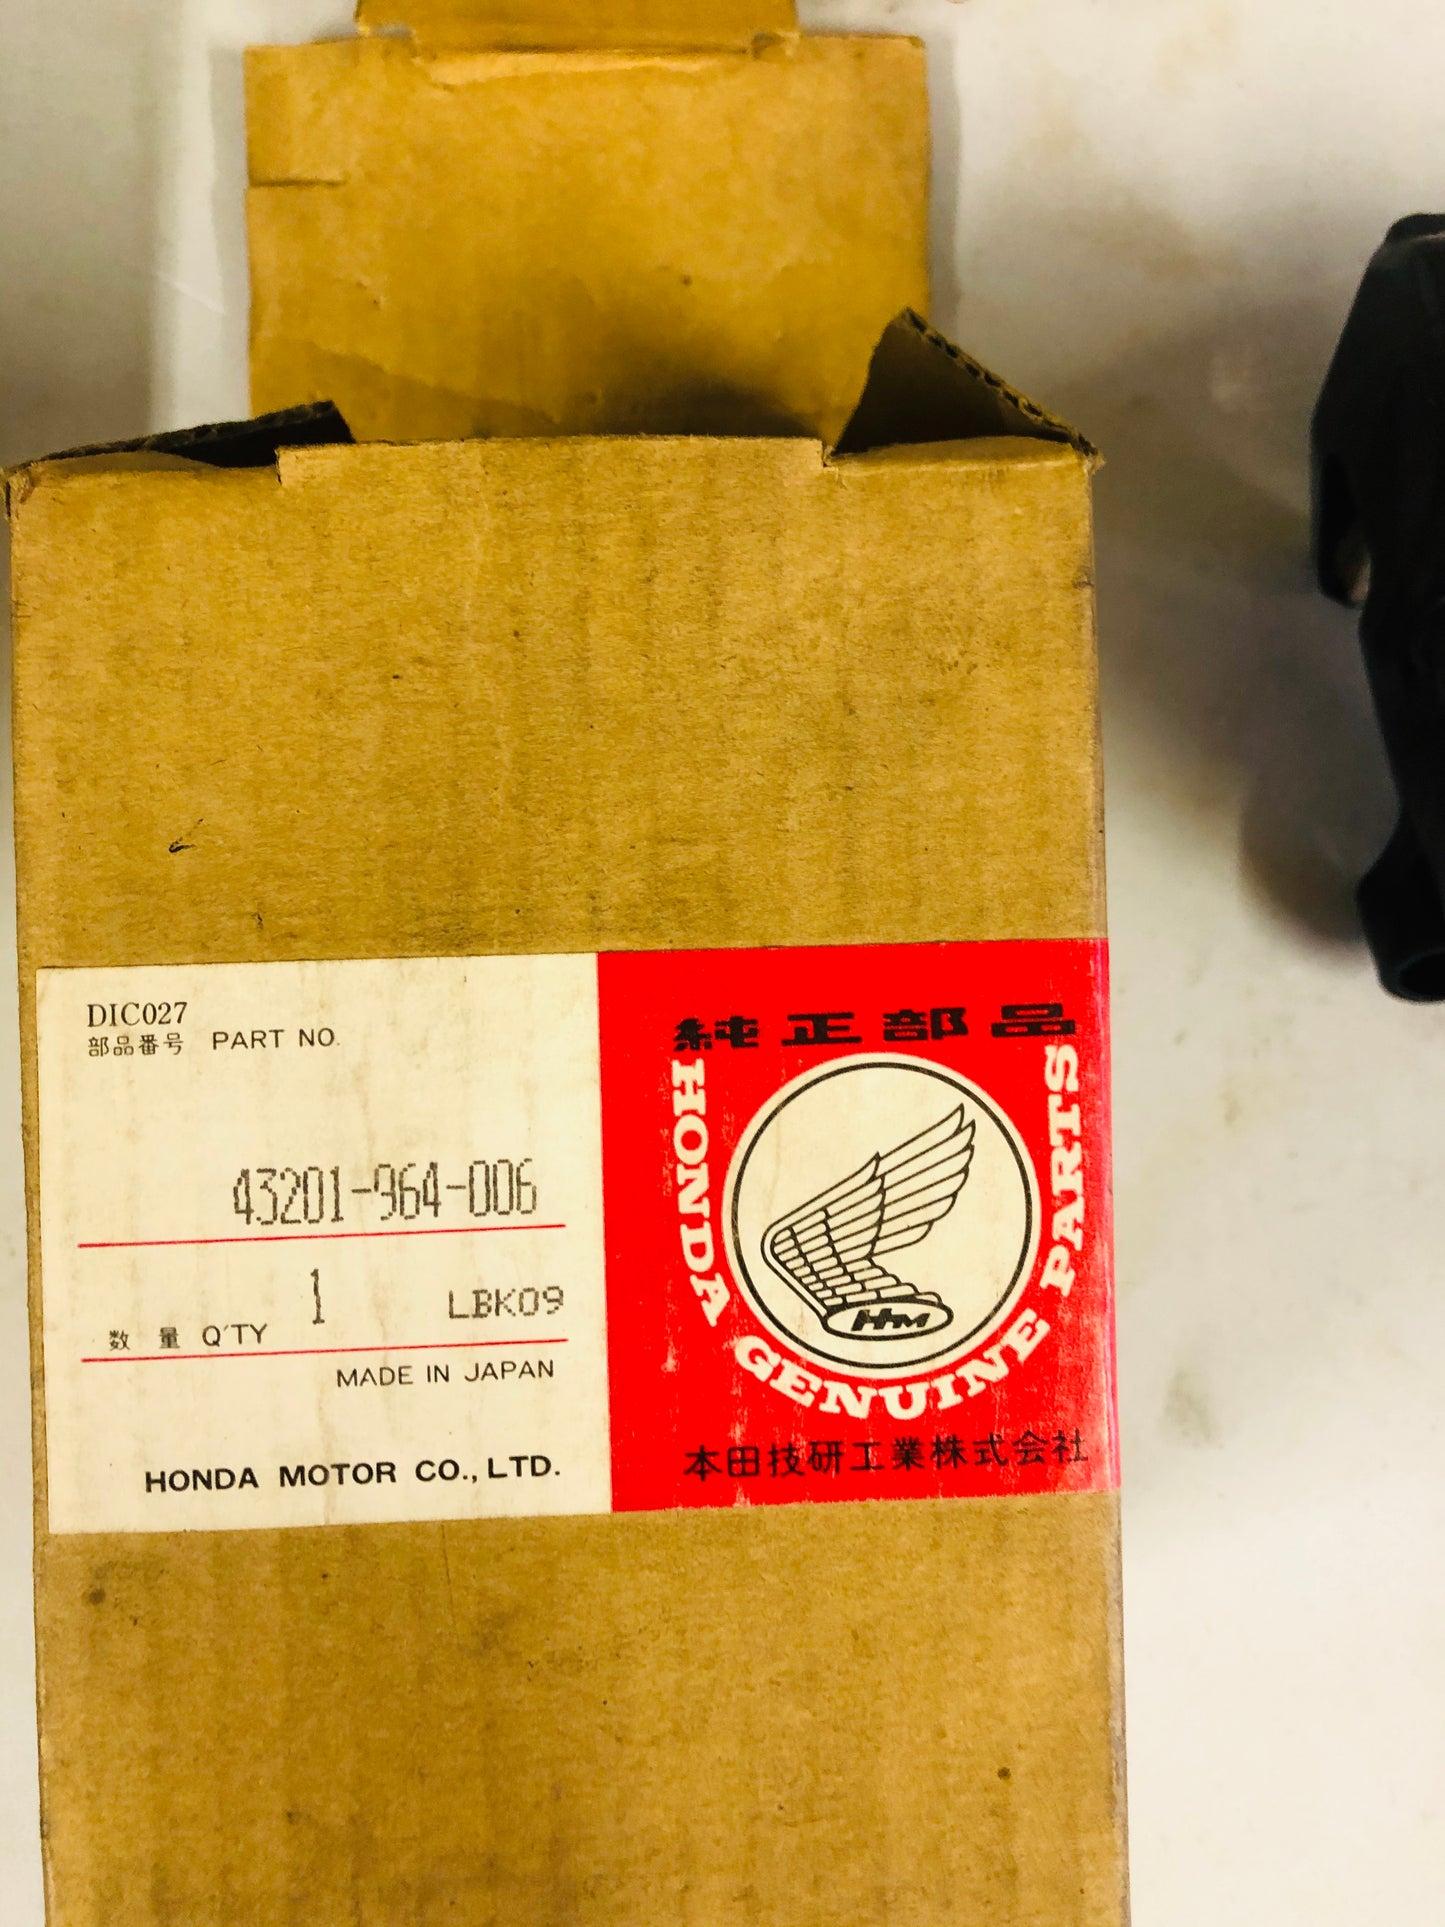 DIC027
部品番号 PART NO.
43201-964-006
数 量 Q'TY 1 LBK09
MADE IN JAPAN
HONDA MOTOR CO., LTD.
純正部品
HONDA GENUINE PARTS
HM
本田技研工業株式会社